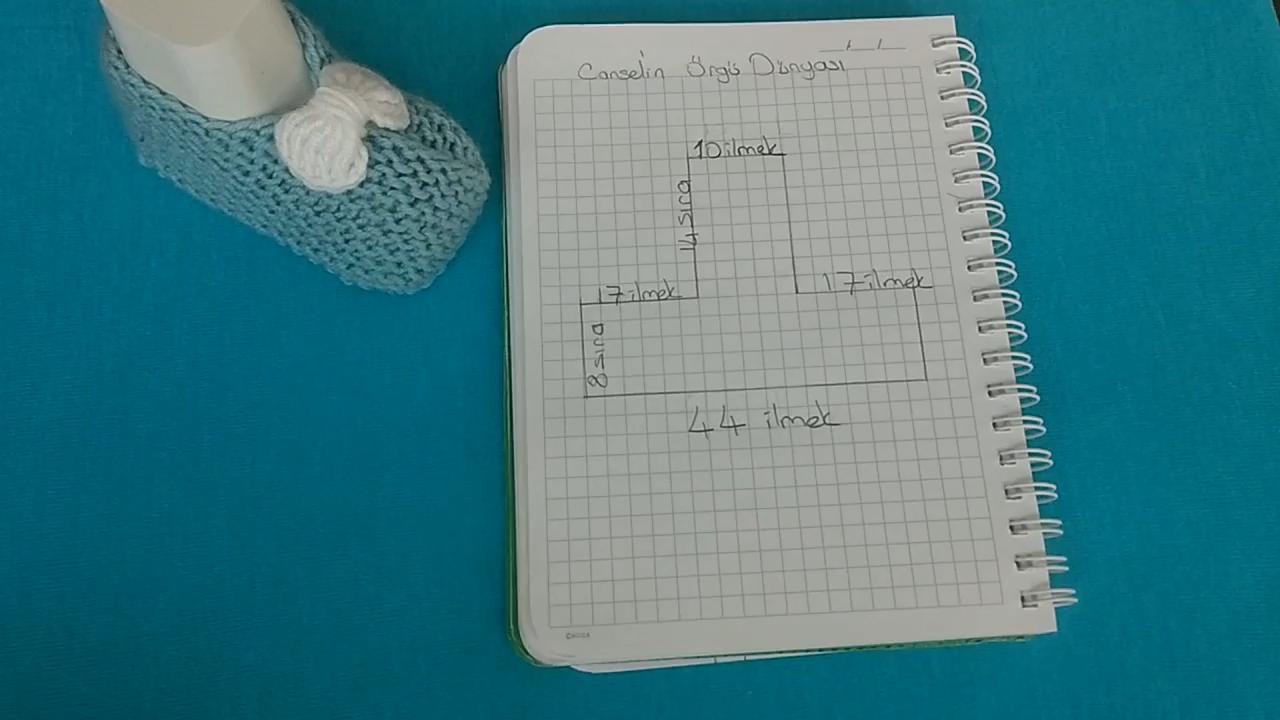 Canselin Örgü Dünyası
10 ilmek
14 sıra
17 ilmek
17 ilmek
8 sıra
44 ilmek